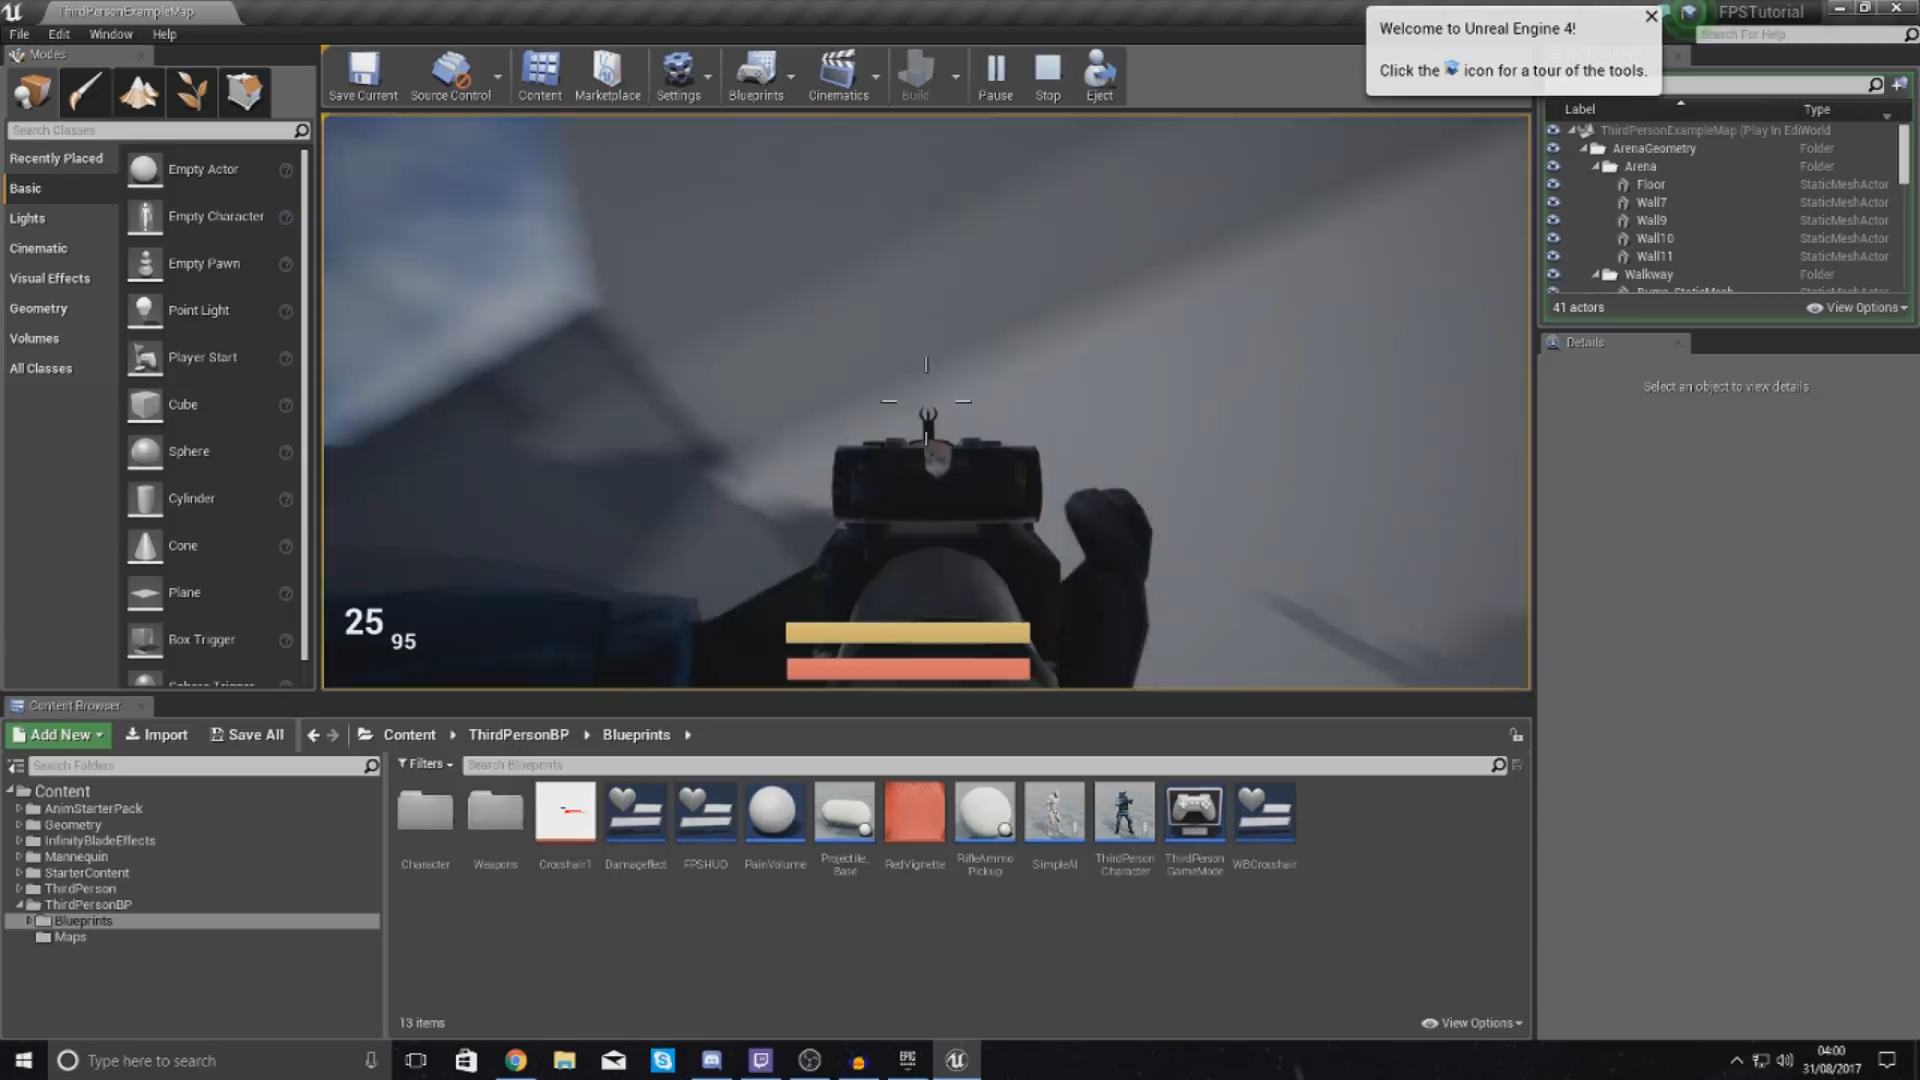 ThirdPersonExampleMap
FPSTutorial
File Edit Window Help
Search For Help
Welcome to Unreal Engine 4!
Click the icon for a tour of the tools.
Modes
Save Current
Source Control
Content
Marketplace
Settings
Blueprints
Cinematics
Build
Pause
Stop
Eject
Search Classes
Recently Placed
Basic
Lights
Cinematic
Visual Effects
Geometry
Volumes
All Classes
Empty Actor
Empty Character
Empty Pawn
Point Light
Player Start
Cube
Sphere
Cylinder
Cone
Plane
Box Trigger
Sphere Trigger
25
95
Label Type
ThirdPersonExampleMap (Play In EdiWorld
ArenaGeometry Folder
Arena Folder
Floor StaticMeshActor
Wall7 StaticMeshActor
Wall9 StaticMeshActor
Wall10 StaticMeshActor
Wall11 StaticMeshActor
Walkway Folder
41 actors
View Options
Details
Select an object to view details
Content Browser
Add New Import Save All Content ThirdPersonBP Blueprints
Search Folders
Filters
Search Blueprints
Content
AnimStarterPack
Geometry
InfinityBladeEffects
Mannequin
StarterContent
ThirdPerson
ThirdPersonBP
Blueprints
Maps
Character
Weapons
Crosshair1
Dameffect
FPSHUD
PainVolume
Projectile_
Base
RedVignette
RifleAmmo
Pickup
SimpleAI
ThirdPerson
Character
ThirdPerson
GameMode
WBCrosshair
13 items
View Options
Type here to search
EPIC
04:00
31/08/2017